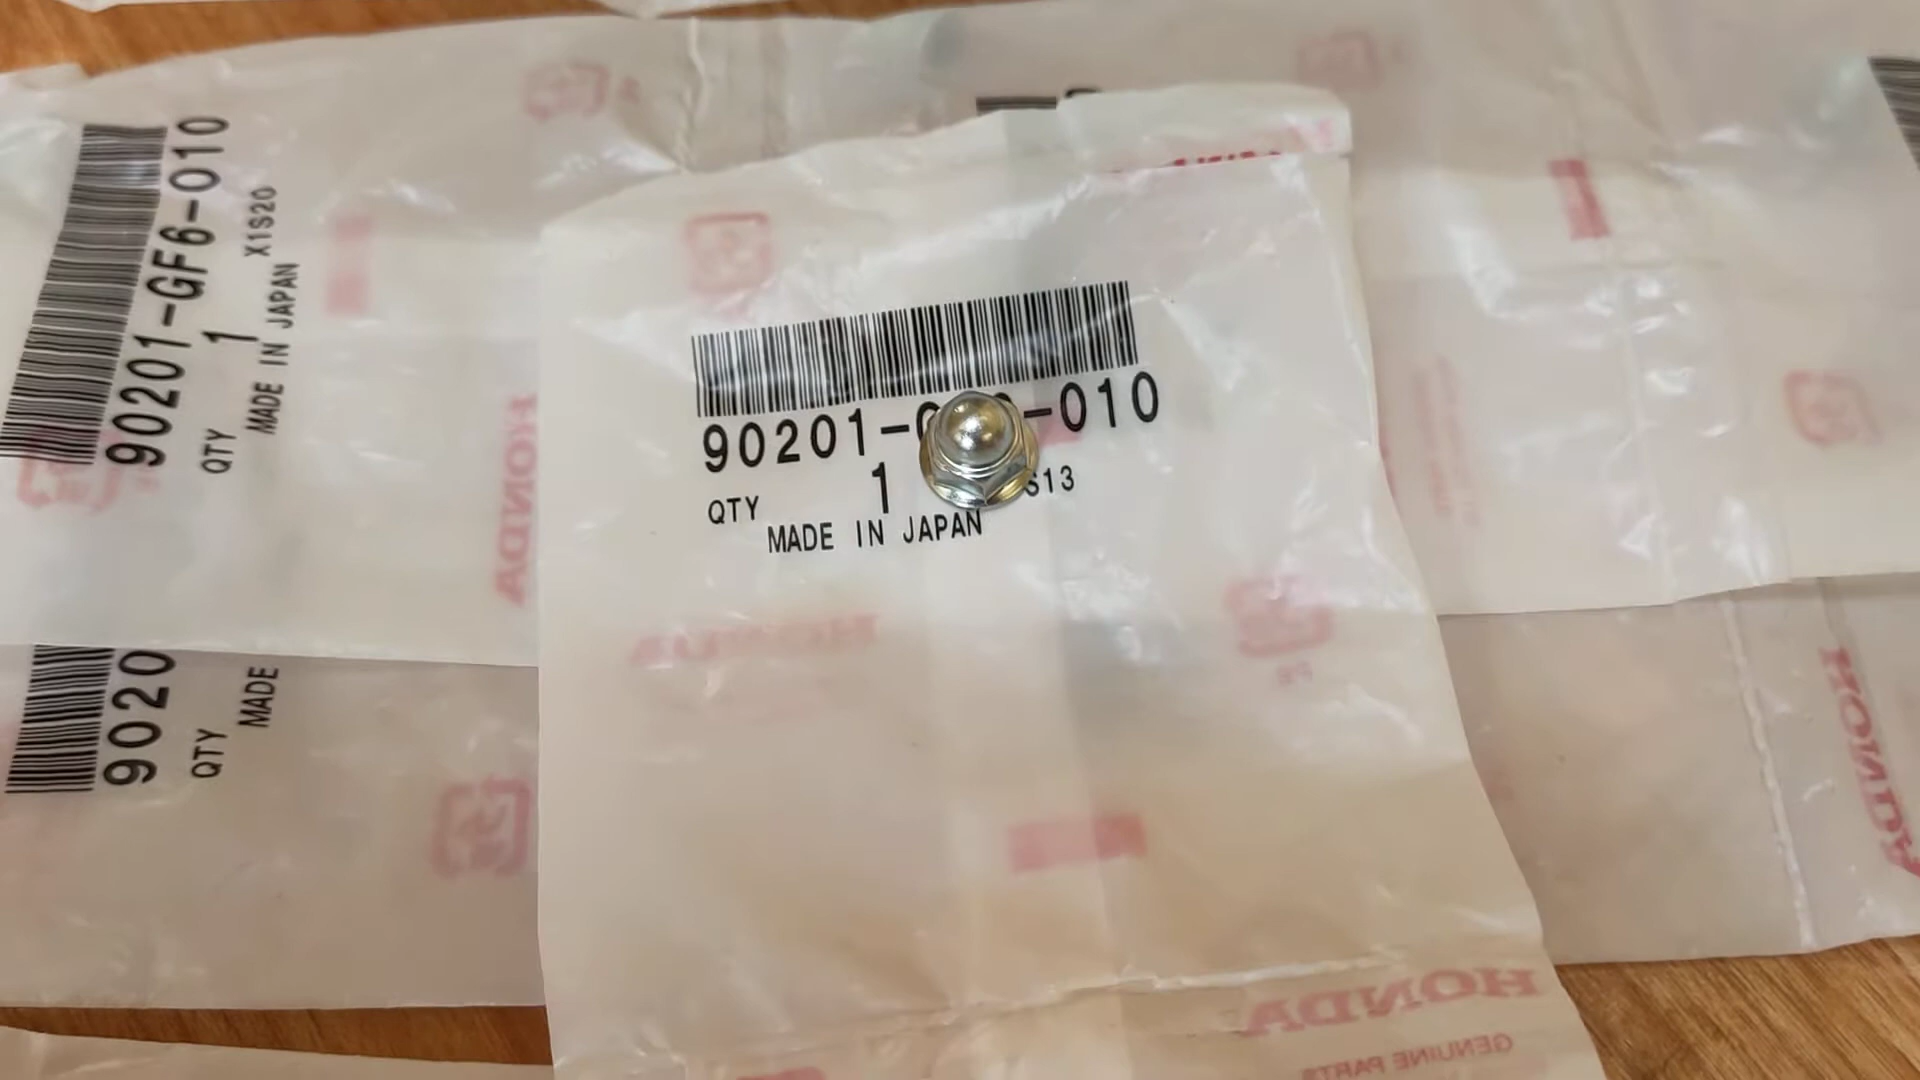 90201-GF6-010
QTY 1 X1S20
MADE IN JAPAN
9020
QTY
MADE
90201- -010
QTY 1 S13
MADE IN JAPAN
HONDA
HONDA
HONDA
HONDA
GENUINE PARTS